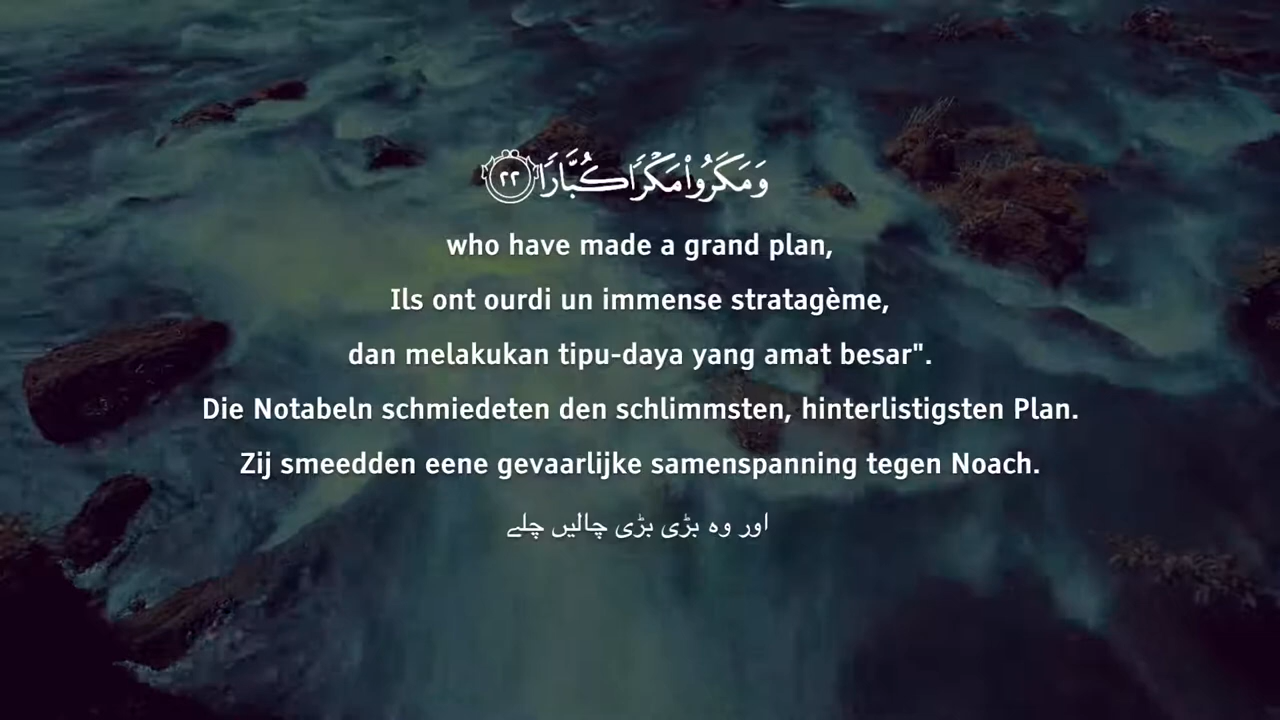 وَمَكَرُوا۟ مَكْرًا كُبَّارًا ٢٢
who have made a grand plan,
Ils ont ourdi un immense stratagème,
dan melakukan tipu-daya yang amat besar".
Die Notabeln schmiedeten den schlimmsten, hinterlistigsten Plan.
Zij smeedden eene gevaarlijke samenspanning tegen Noach.
اور وہ بڑی بڑی چالیں چلے